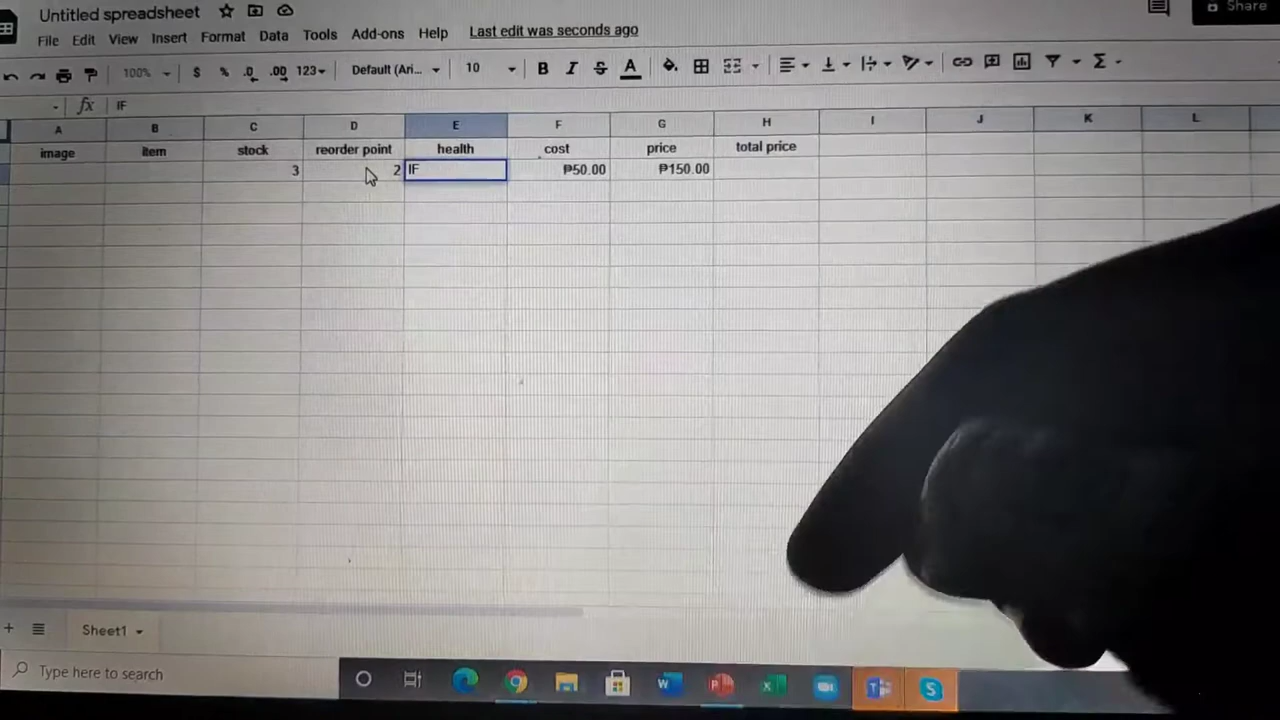 Untitled spreadsheet
Share
File Edit View Insert Format Data Tools Add-ons Help Last edit was seconds ago
100% $ % .0 .00 123 Default (Ari... 10 B I S A Σ
fx IF
A B C D E F G H I J K L
image item stock reorder point health cost price total price
3 2 IF ₱50.00 ₱150.00
+ Sheet1
Type here to search